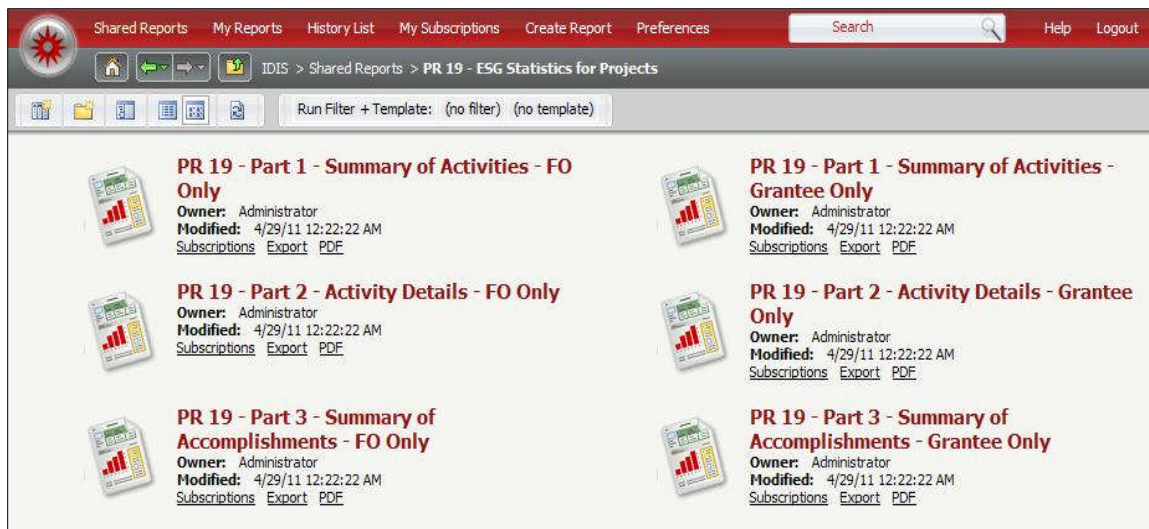 Shared Reports My Reports History List My Subscriptions Create Report Preferences Search Help Logout
IDIS > Shared Reports > PR 19 - ESG Statistics for Projects
Run Filter + Template: (no filter) (no template)
PR 19 - Part 1 - Summary of Activities - FO
Only
Owner: Administrator
Modified: 4/29/11 12:22:22 AM
Subscriptions Export PDF
PR 19 - Part 1 - Summary of Activities -
Grantee Only
Owner: Administrator
Modified: 4/29/11 12:22:22 AM
Subscriptions Export PDF
PR 19 - Part 2 - Activity Details - FO Only
Owner: Administrator
Modified: 4/29/11 12:22:22 AM
Subscriptions Export PDF
PR 19 - Part 2 - Activity Details - Grantee
Only
Owner: Administrator
Modified: 4/29/11 12:22:22 AM
Subscriptions Export PDF
PR 19 - Part 3 - Summary of
Accomplishments - FO Only
Owner: Administrator
Modified: 4/29/11 12:22:22 AM
Subscriptions Export PDF
PR 19 - Part 3 - Summary of
Accomplishments - Grantee Only
Owner: Administrator
Modified: 4/29/11 12:22:22 AM
Subscriptions Export PDF